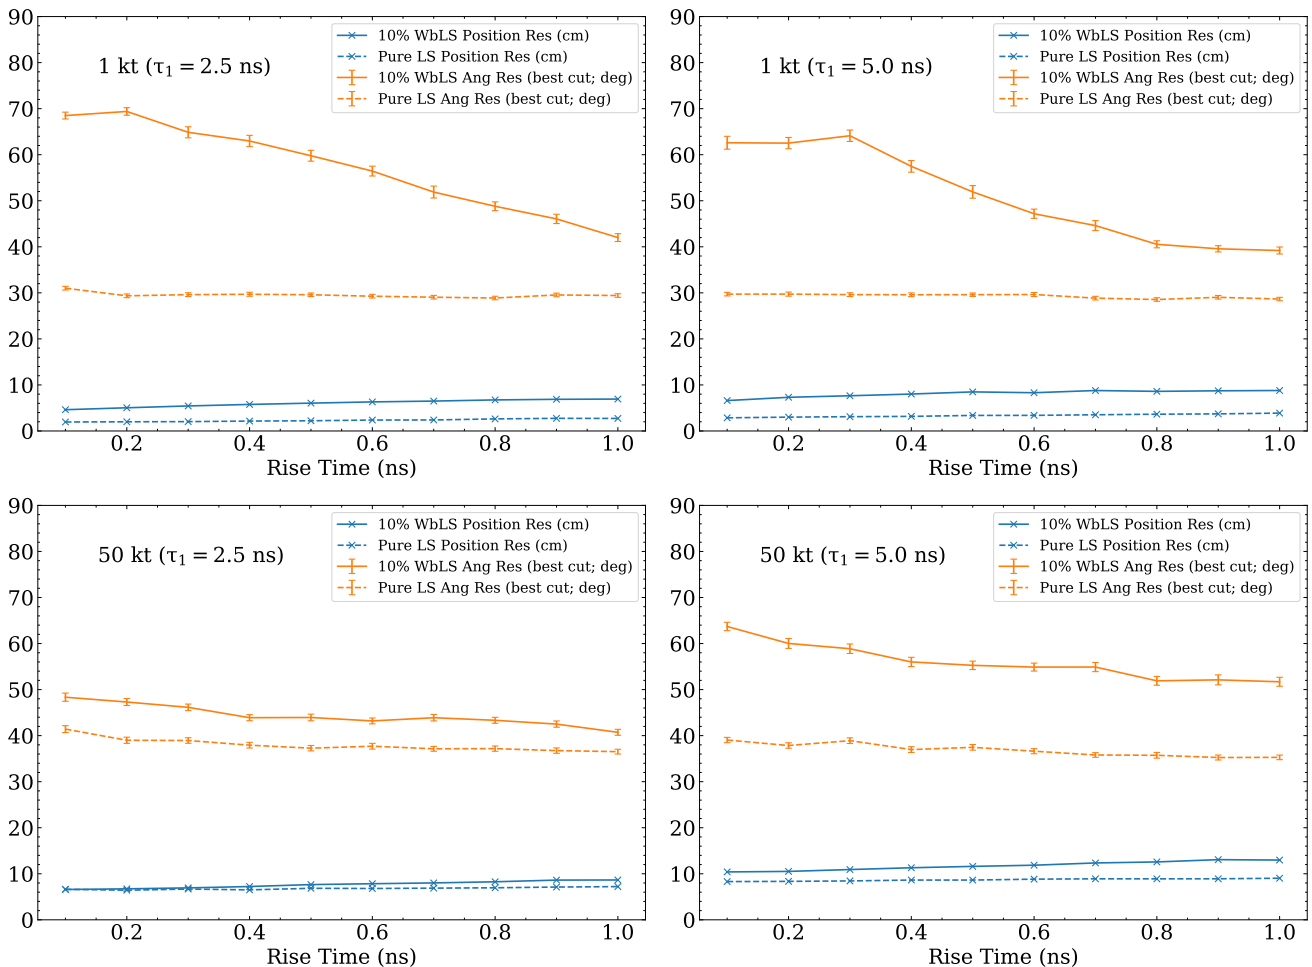 90
80
70
60
50
40
30
20
10
0
1 kt (τ₁ = 2.5 ns)
10% WbLS Position Res (cm)
Pure LS Position Res (cm)
10% WbLS Ang Res (best cut; deg)
Pure LS Ang Res (best cut; deg)
0.2 0.4 0.6 0.8 1.0
Rise Time (ns)
90
80
70
60
50
40
30
20
10
0
1 kt (τ₁ = 5.0 ns)
10% WbLS Position Res (cm)
Pure LS Position Res (cm)
10% WbLS Ang Res (best cut; deg)
Pure LS Ang Res (best cut; deg)
0.2 0.4 0.6 0.8 1.0
Rise Time (ns)
90
80
70
60
50
40
30
20
10
0
50 kt (τ₁ = 2.5 ns)
10% WbLS Position Res (cm)
Pure LS Position Res (cm)
10% WbLS Ang Res (best cut; deg)
Pure LS Ang Res (best cut; deg)
0.2 0.4 0.6 0.8 1.0
Rise Time (ns)
90
80
70
60
50
40
30
20
10
0
50 kt (τ₁ = 5.0 ns)
10% WbLS Position Res (cm)
Pure LS Position Res (cm)
10% WbLS Ang Res (best cut; deg)
Pure LS Ang Res (best cut; deg)
0.2 0.4 0.6 0.8 1.0
Rise Time (ns)